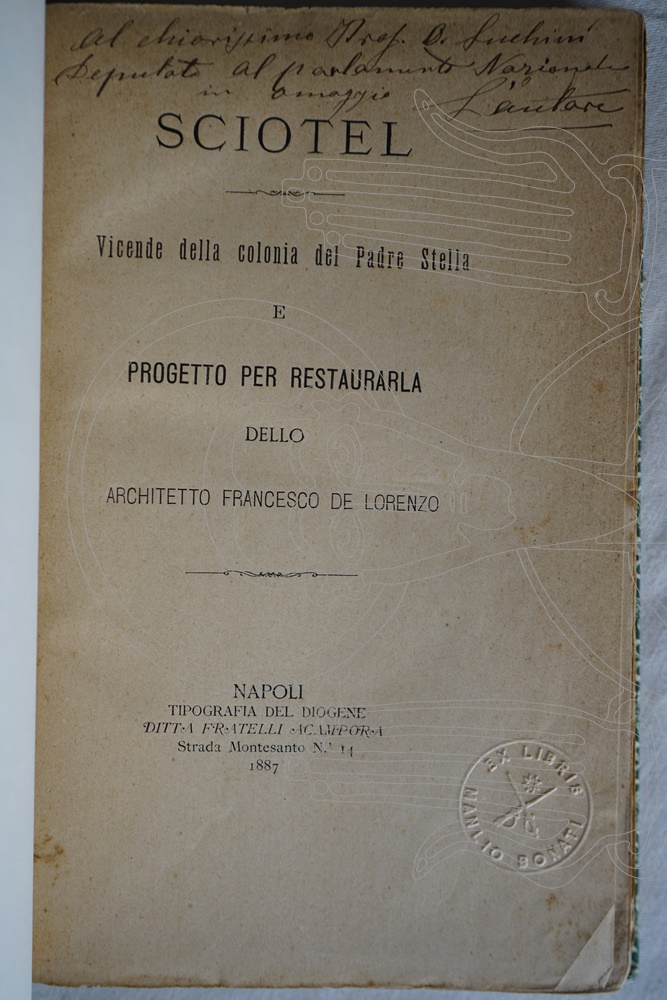 Al chiarissimo Prof. D. Luchini
Deputato al parlamento Nazionale
in omaggio L'autore
SCIOTEL
Vicende della colonia del Padre Stella
E
PROGETTO PER RESTAURARLA
DELLO
ARCHITETTO FRANCESCO DE LORENZO
NAPOLI
TIPOGRAFIA DEL DIOGENE
DITTA FRATELLI ACAMPORA
Strada Montesanto N.° 14
1887
EX LIBRIS
MANLIO BONATI